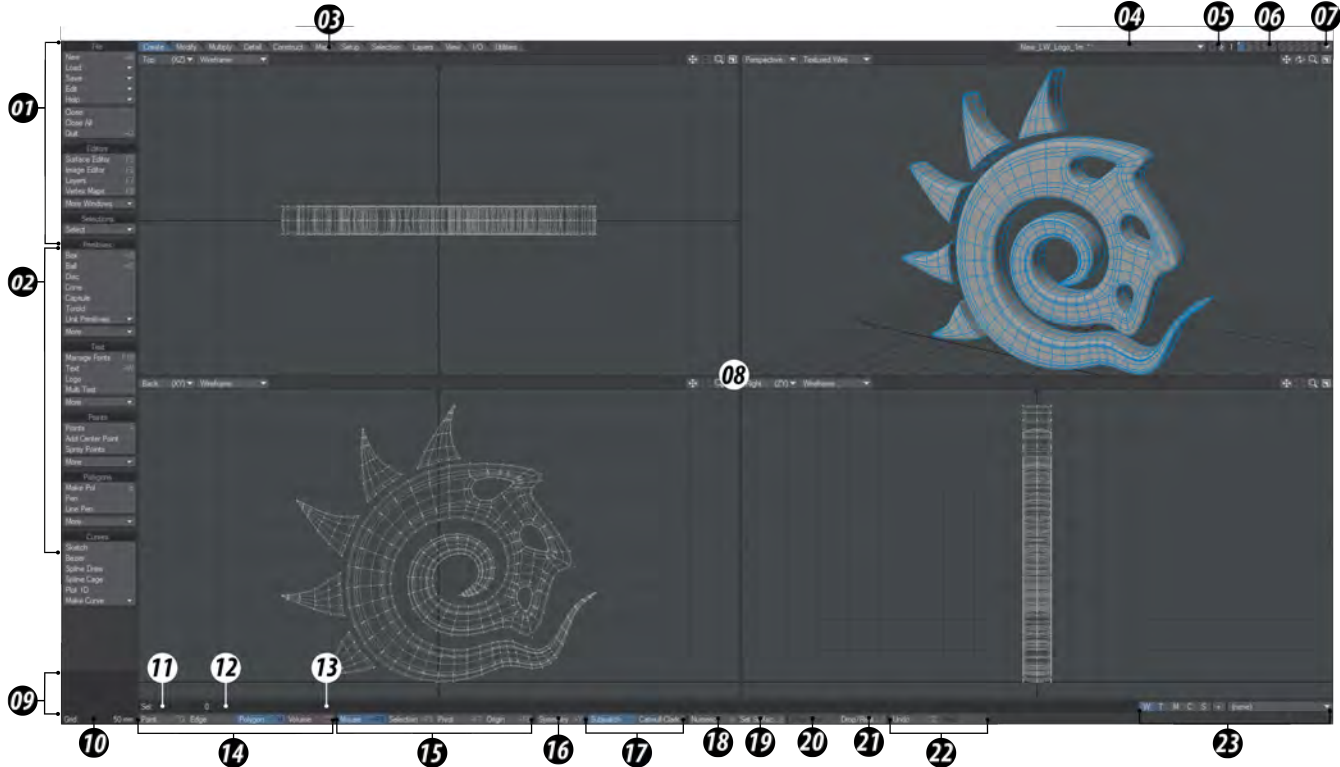 03 04 05 06 07
File Create Modify Multiply Detail Construct Setup Selection Layers View I/O Utilities New_LW_Logo_1m
New Top (XZ) Wireframe Perspective Textured Wires
Load
Save
Edit
Help
01
Close
Close All
Quit
Editors
Surface Editor
Image Editor
Layers
Vertex Maps
More Windows
Selections
Select
Primitives
Box
Ball
02
Disc
Cone
Capsule
Toroid
Unit Primitives
More
Text
Manage Fonts
Text
Logo
Multi Text
08
Back (XY) Wireframe (ZY) Wireframe
More
Points
Points
Add Center Point
Spray Points
More
Polygons
Make Pol
Pen
Line Pen
More
Curves
Sketch
Bezier
Spline Draw
Spline Cage
Plot 1D
Make Curve
11 12 13
09
Sel: 0 W T M C S + (none)
Grid: 50 mm Point Edge Polygon Volume Mouse Selection Pivot Origin Symmetry Subpatch Catmull-Clark Numeric Undo
10 14 15 16 17 18 19 20 21 22 23